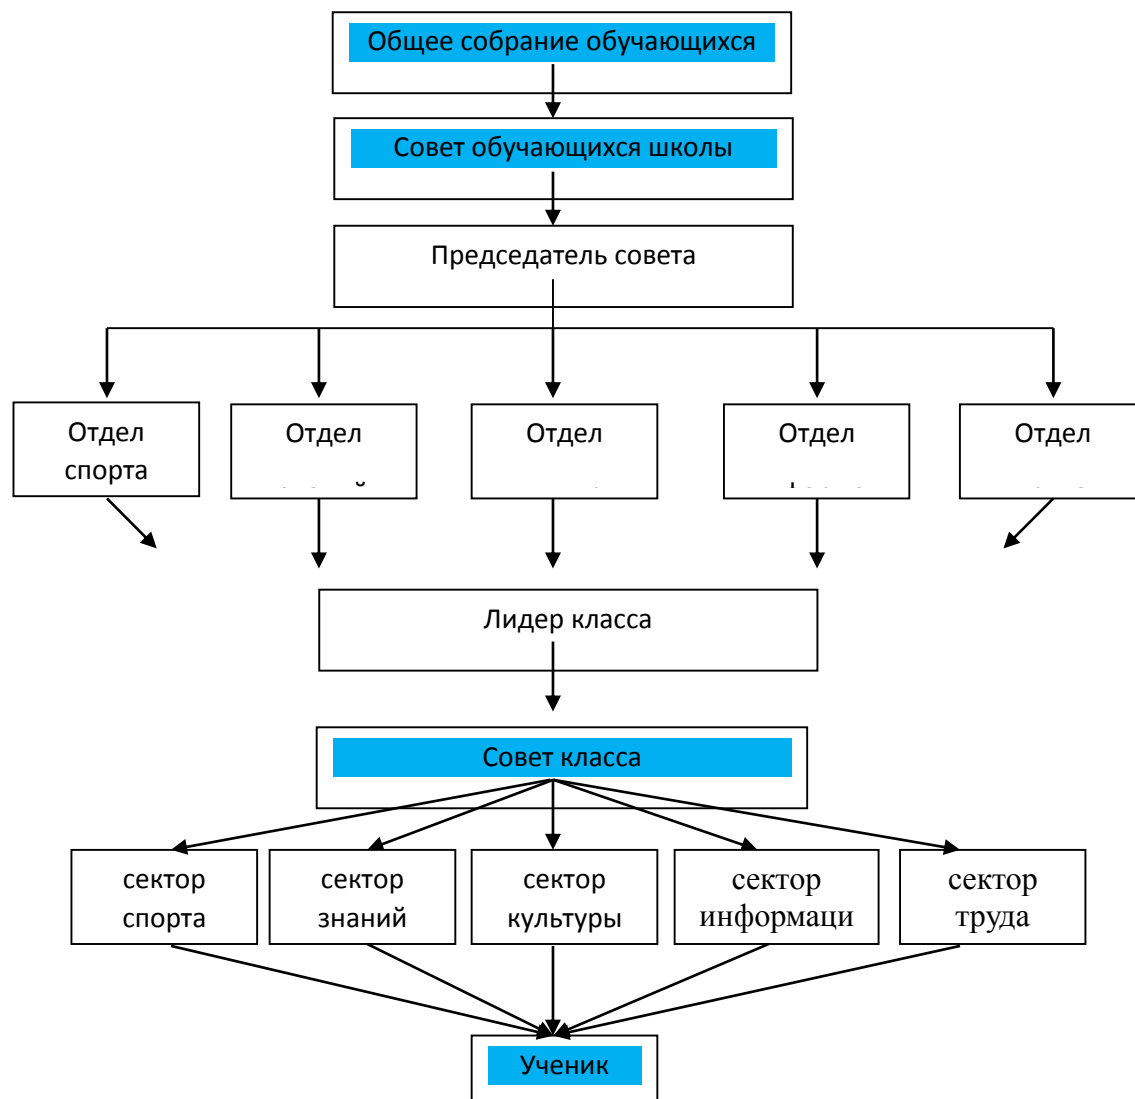 Общее собрание обучающихся
Совет обучающихся школы
Председатель совета
Отдел
спорта
Отдел
Отдел
Отдел
Отдел
Лидер класса
Совет класса
сектор
спорта
сектор
знаний
сектор
культуры
сектор
информаци
сектор
труда
Ученик